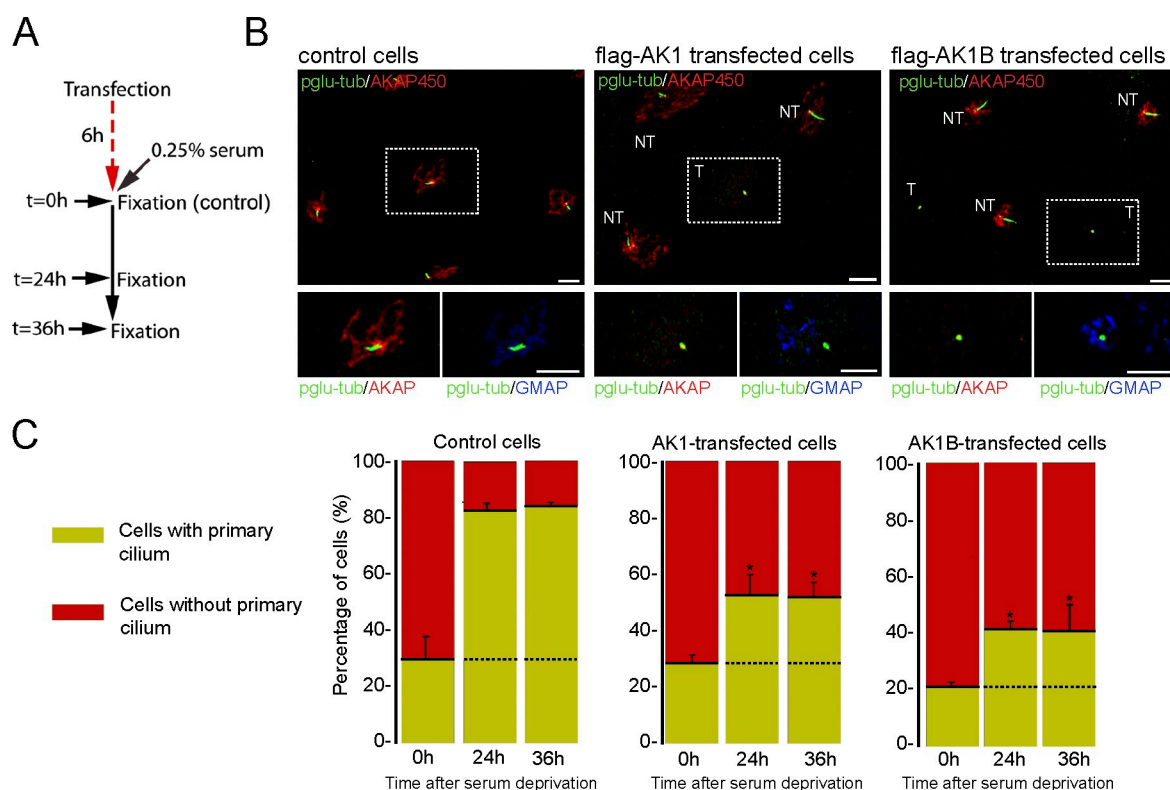 A
Transfection
6h
0.25% serum
t=0h
Fixation (control)
t=24h
Fixation
t=36h
Fixation
B
control cells
flag-AK1 transfected cells
flag-AK1B transfected cells
pglu-tub/AKAP450
pglu-tub/AKAP450
pglu-tub/AKAP450
NT
NT
T
NT
NT
NT
T
NT
T
pglu-tub/AKAP
pglu-tub/GMAP
pglu-tub/AKAP
pglu-tub/GMAP
pglu-tub/AKAP
pglu-tub/GMAP
C
Cells with primary
cilium
Cells without primary
cilium
Control cells
Percentage of cells (%)
100-
80-
60-
40-
20-
0-
0h 24h 36h
Time after serum deprivation
AK1-transfected cells
100-
80-
60-
40-
20-
0-
* *
0h 24h 36h
Time after serum deprivation
AK1B-transfected cells
100-
80-
60-
40-
20-
0-
* *
0h 24h 36h
Time after serum deprivation